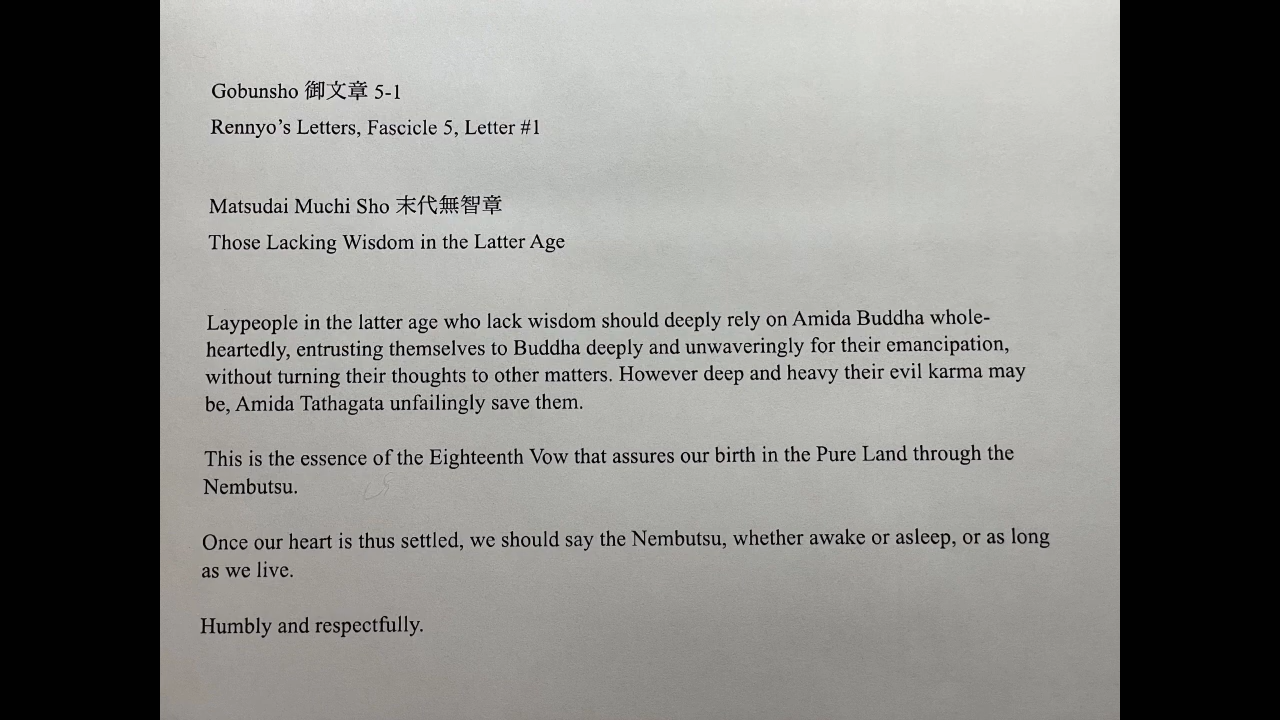 Gobunsho 御文章 5-1
Rennyo’s Letters, Fascicle 5, Letter #1
Matsudai Muchi Sho 末代無智章
Those Lacking Wisdom in the Latter Age
Laypeople in the latter age who lack wisdom should deeply rely on Amida Buddha whole-
heartedly, entrusting themselves to Buddha deeply and unwaveringly for their emancipation,
without turning their thoughts to other matters. However deep and heavy their evil karma may
be, Amida Tathagata unfailingly save them.
This is the essence of the Eighteenth Vow that assures our birth in the Pure Land through the
Nembutsu.
Once our heart is thus settled, we should say the Nembutsu, whether awake or asleep, or as long
as we live.
Humbly and respectfully.